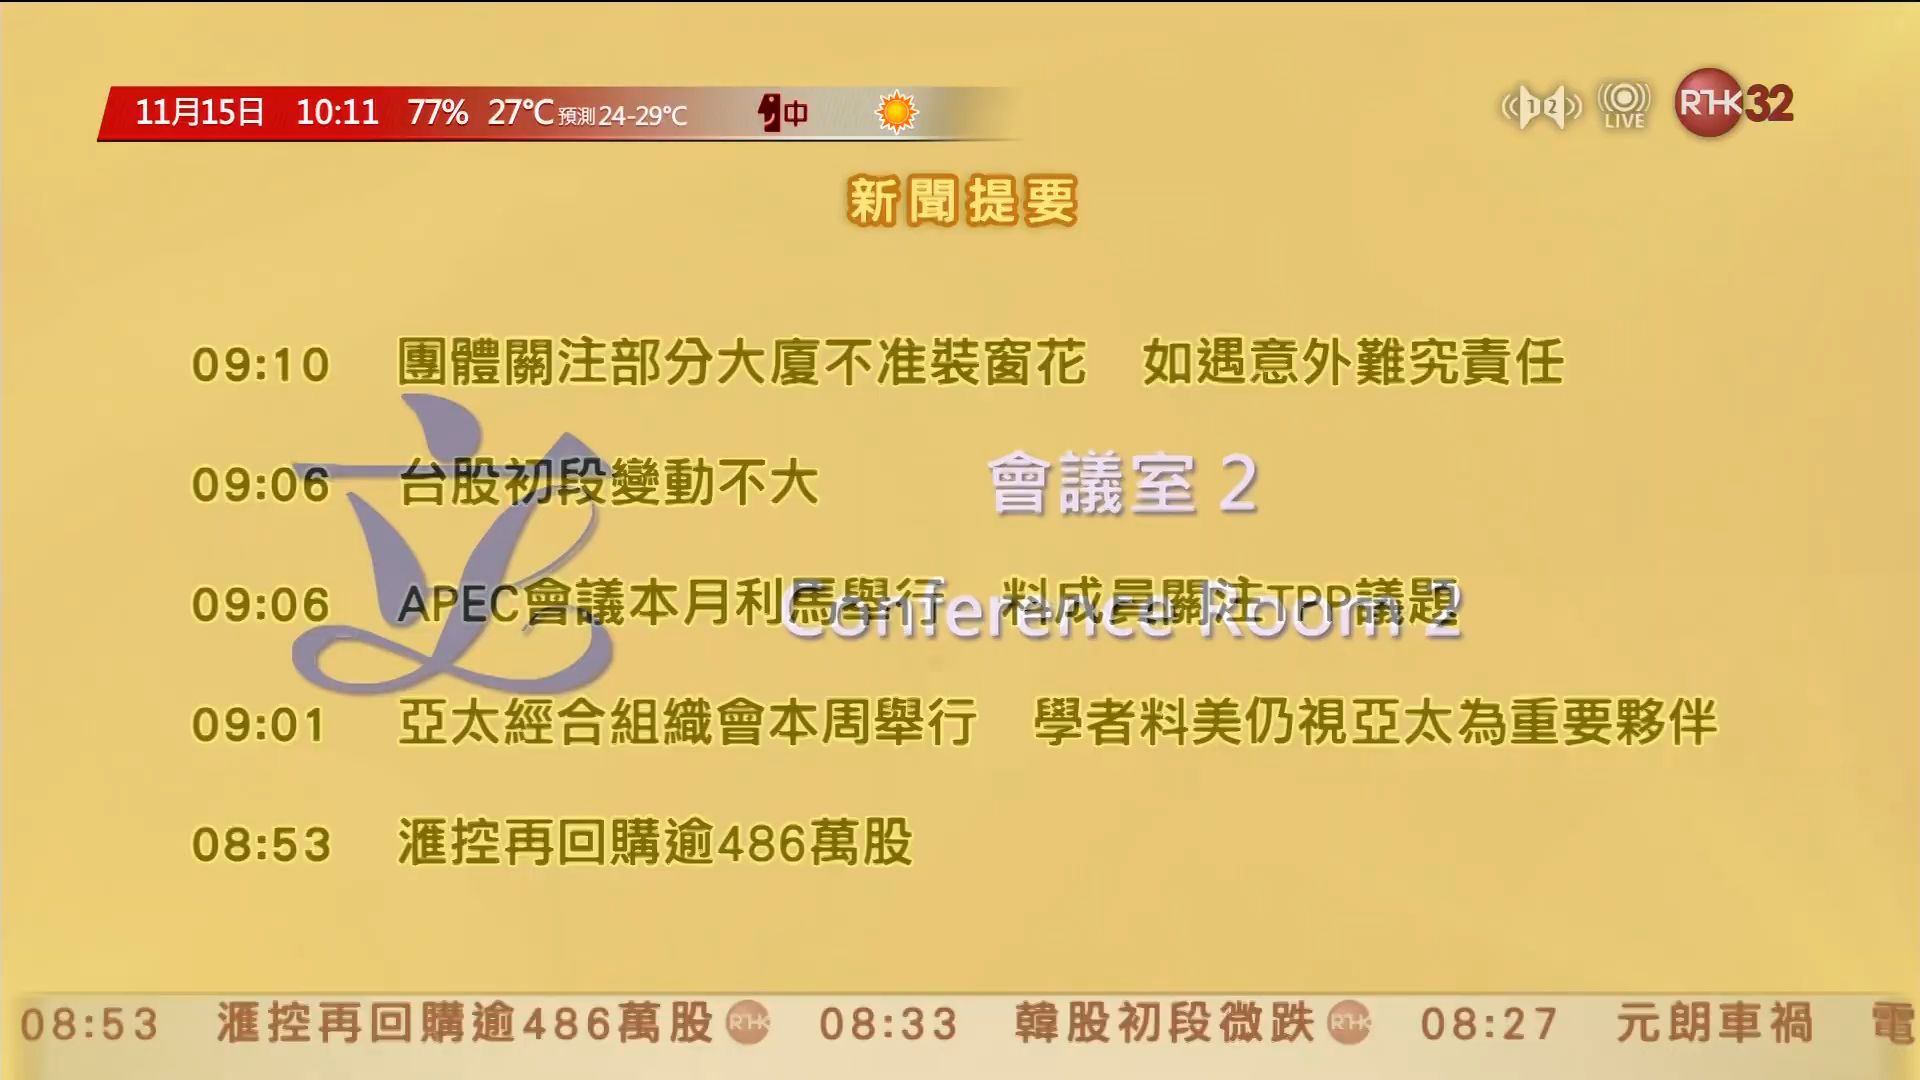 11月15日 10:11 77% 27°C 預測 24-29°C 中
1 2 LIVE RTHK 32
新聞提要
09:10 團體關注部分大廈不准裝窗花 如遇意外難究責任
09:06 台股初段變動不大
會議室 2
09:06 APEC會議本月利馬舉行 料成員關注TPP議題
Conference Room 2
09:01 亞太經合組織會本周舉行 學者料美仍視亞太為重要夥伴
08:53 滙控再回購逾486萬股
08:53 滙控再回購逾486萬股 RTHK 08:33 韓股初段微跌 RTHK 08:27 元朗車禍 電